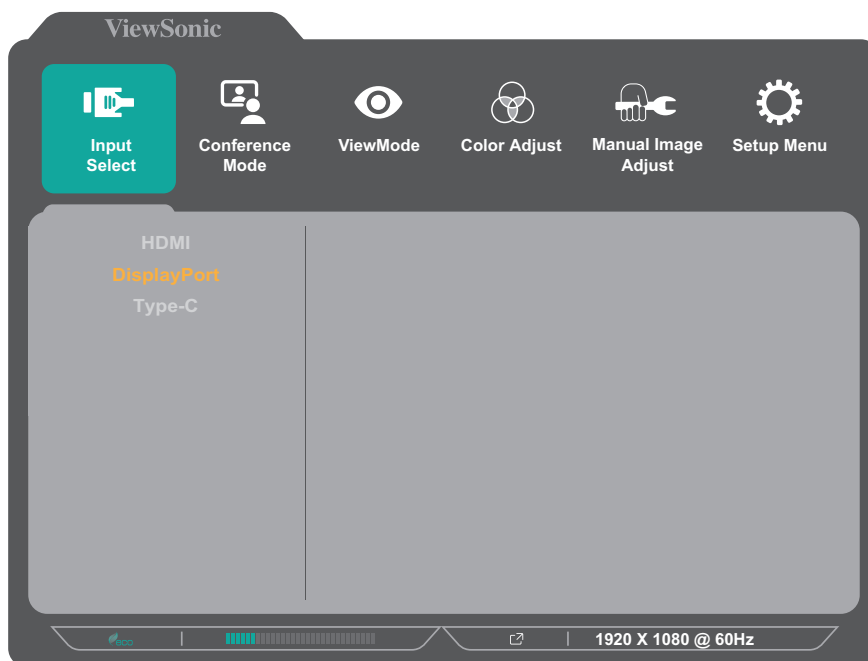 ViewSonic
Input
Select
Conference
Mode
ViewMode
Color Adjust
Manual Image
Adjust
Setup Menu
HDMI
DisplayPort
Type-C
eco
1920 X 1080 @ 60Hz